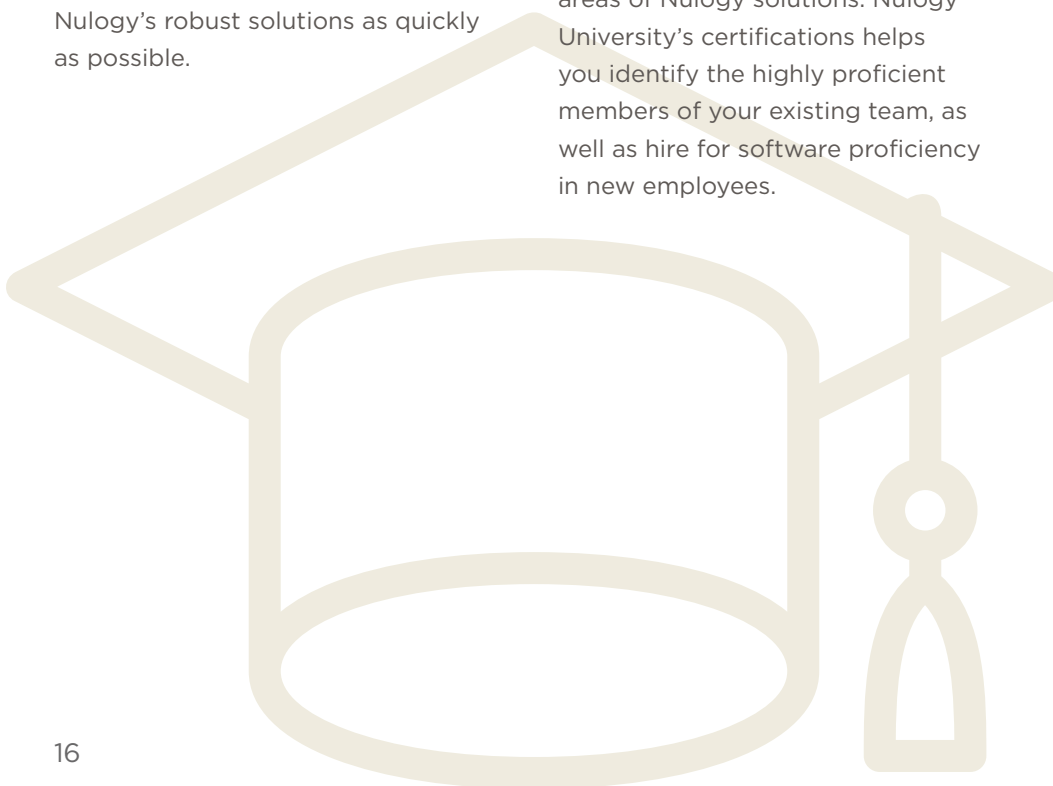 Nulogy’s robust solutions as quickly
as possible.
areas of Nulogy solutions. Nulogy
University’s certifications helps
you identify the highly proficient
members of your existing team, as
well as hire for software proficiency
in new employees.
16